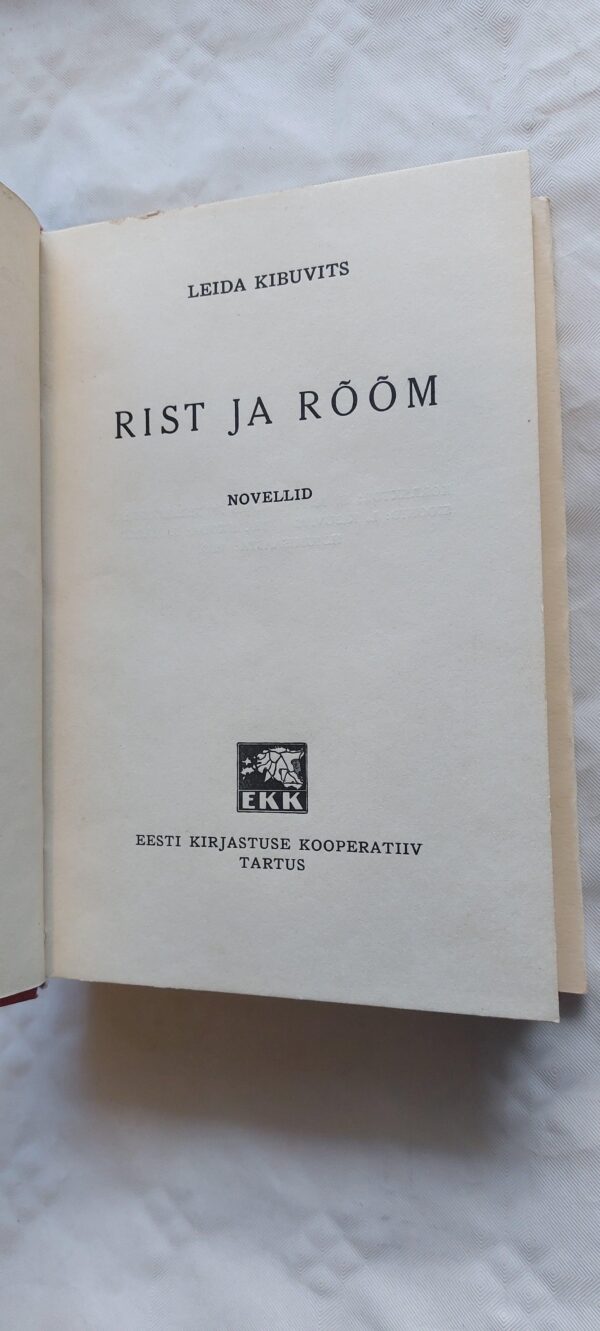 LEIDA KIBUVITS
RIST JA RÕÕM
NOVELLID
EKK
EESTI KIRJASTUSE KOOPERATIIV
TARTUS